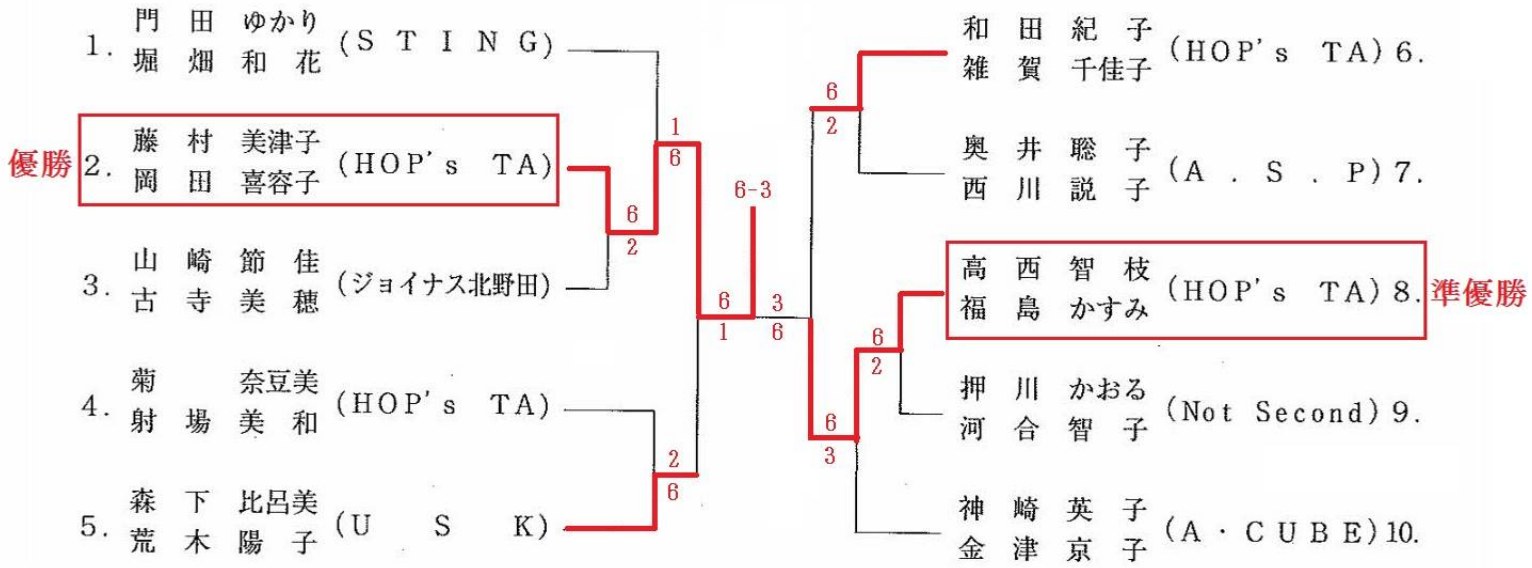 1. 門田 ゆかり
堀畑 和花 (STING)
優勝 2. 藤村 美津子
岡田 喜容子 (HOP's TA)
3. 山崎 節佳
古寺 美穂 (ジョイナス北野田)
4. 菊 奈豆美
射場 美和 (HOP's TA)
5. 森下 比呂美
荒木 陽子 (USK)
1
6
6
2
6
1
2
6
6-3
3
6
6
2
6
2
6
3
和田 紀子
雑賀 千佳子 (HOP's TA) 6.
奥井 聡子
西川 説子 (A.S.P) 7.
高西 智枝
福島 かすみ (HOP's TA) 8. 準優勝
押川 かおる
河合 智子 (Not Second) 9.
神崎 英子
金津 京子 (A・CUBE) 10.